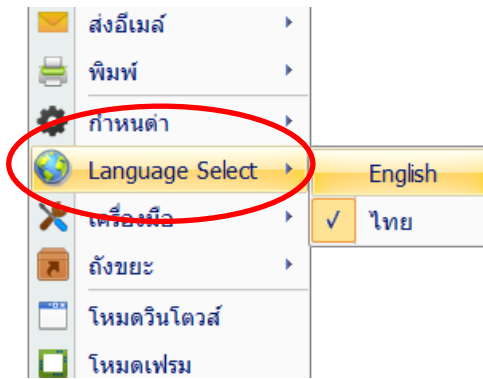 ส่งอีเมล์
พิมพ์
กำหนดค่า
Language Select
English
เครื่องมือ
ไทย
ถังขยะ
โหมดวินโดวส์
โหมดเฟรม